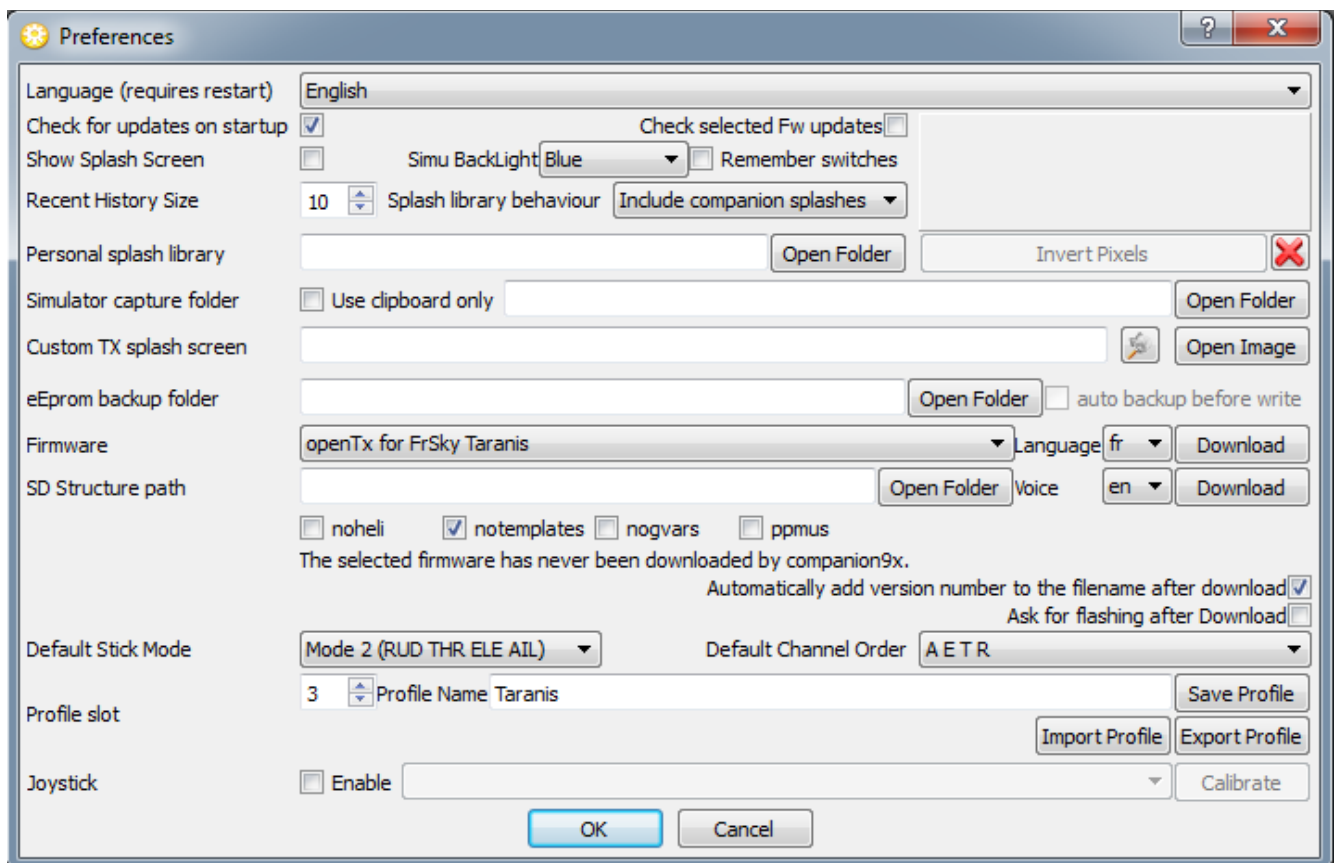 Preferences
Language (requires restart) English
Check for updates on startup Check selected Fw updates
Show Splash Screen Simu BackLight Blue Remember switches
Recent History Size 10 Splash library behaviour Include companion splashes
Personal splash library Open Folder Invert Pixels
Simulator capture folder Use clipboard only Open Folder
Custom TX splash screen Open Image
eEprom backup folder Open Folder auto backup before write
Firmware openTx for FrSky Taranis Language fr Download
SD Structure path Open Folder Voice en Download
noheli notemplates nogvars ppmus
The selected firmware has never been downloaded by companion9x.
Automatically add version number to the filename after download
Ask for flashing after Download
Default Stick Mode Mode 2 (RUD THR ELE AIL) Default Channel Order A E T R
3 Profile Name Taranis Save Profile
Profile slot
Import Profile Export Profile
Joystick Enable Calibrate
OK Cancel